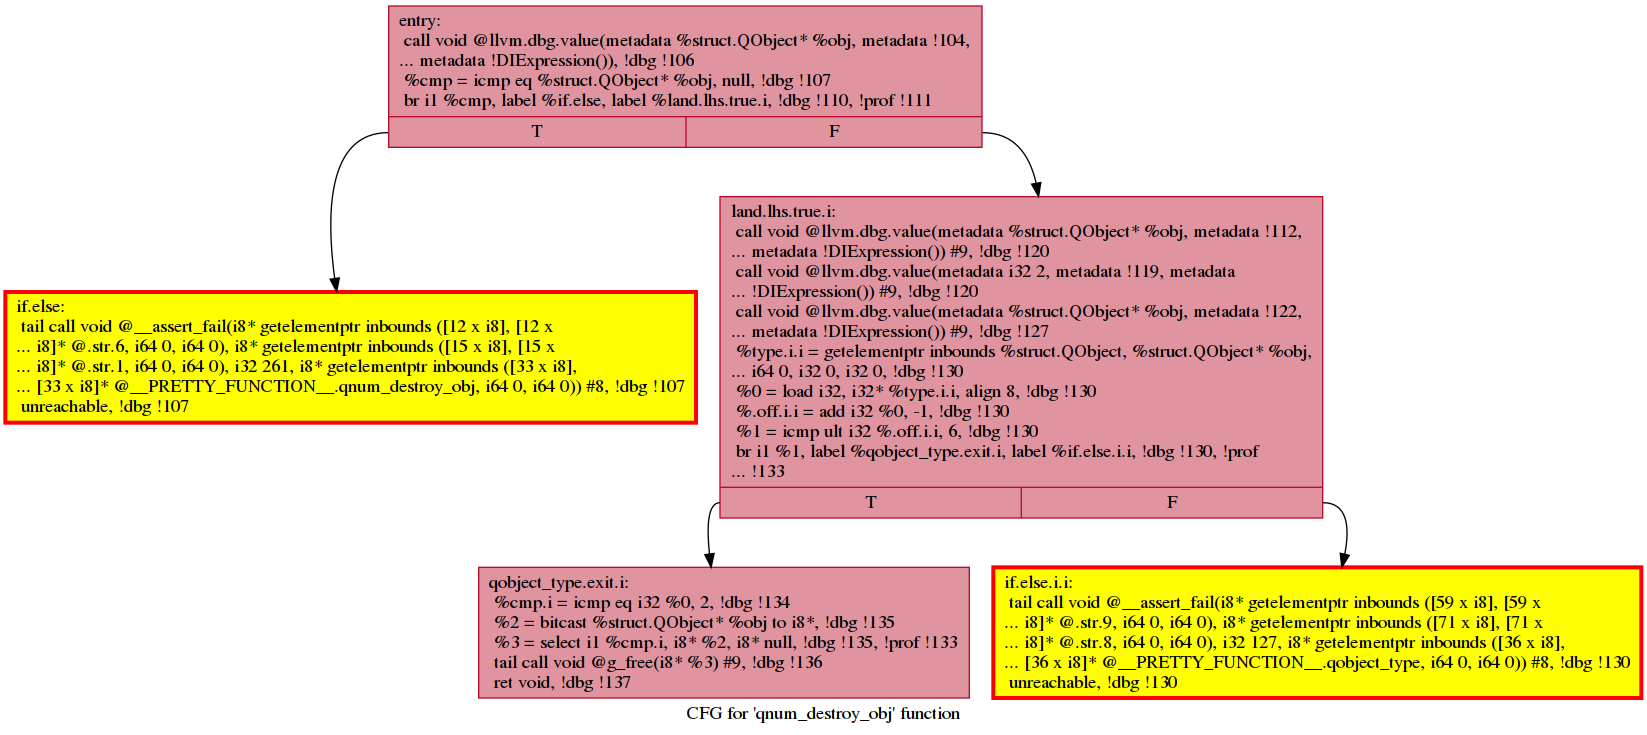 entry:
call void @llvm.dbg.value(metadata %struct.QObject* %obj, metadata !104,
... metadata !DIExpression()), !dbg !106
%cmp = icmp eq %struct.QObject* %obj, null, !dbg !107
br i1 %cmp, label %if.else, label %land.lhs.true.i, !dbg !110, !prof !111
T
F
land.lhs.true.i:
call void @llvm.dbg.value(metadata %struct.QObject* %obj, metadata !112,
... metadata !DIExpression()) #9, !dbg !120
call void @llvm.dbg.value(metadata i32 2, metadata !119, metadata
... !DIExpression()) #9, !dbg !120
call void @llvm.dbg.value(metadata %struct.QObject* %obj, metadata !122,
... metadata !DIExpression()) #9, !dbg !127
%type.i.i = getelementptr inbounds %struct.QObject, %struct.QObject* %obj,
... i64 0, i32 0, i32 0, !dbg !130
%0 = load i32, i32* %type.i.i, align 8, !dbg !130
%.off.i.i = add i32 %0, -1, !dbg !130
%1 = icmp ult i32 %.off.i.i, 6, !dbg !130
br i1 %1, label %qobject_type.exit.i, label %if.else.i.i, !dbg !130, !prof
... !133
T
F
if.else:
tail call void @__assert_fail(i8* getelementptr inbounds ([12 x i8], [12 x
... i8]* @.str.6, i64 0, i64 0), i8* getelementptr inbounds ([15 x i8], [15 x
... i8]* @.str.1, i64 0, i64 0), i32 261, i8* getelementptr inbounds ([33 x i8],
... [33 x i8]* @__PRETTY_FUNCTION__.qnum_destroy_obj, i64 0, i64 0)) #8, !dbg !107
unreachable, !dbg !107
qobject_type.exit.i:
%cmp.i = icmp eq i32 %0, 2, !dbg !134
%2 = bitcast %struct.QObject* %obj to i8*, !dbg !135
%3 = select i1 %cmp.i, i8* %2, i8* null, !dbg !135, !prof !133
tail call void @g_free(i8* %3) #9, !dbg !136
ret void, !dbg !137
if.else.i.i:
tail call void @__assert_fail(i8* getelementptr inbounds ([59 x i8], [59 x
... i8]* @.str.9, i64 0, i64 0), i8* getelementptr inbounds ([71 x i8], [71 x
... i8]* @.str.8, i64 0, i64 0), i32 127, i8* getelementptr inbounds ([36 x i8],
... [36 x i8]* @__PRETTY_FUNCTION__.qobject_type, i64 0, i64 0)) #8, !dbg !130
unreachable, !dbg !130
CFG for 'qnum_destroy_obj' function